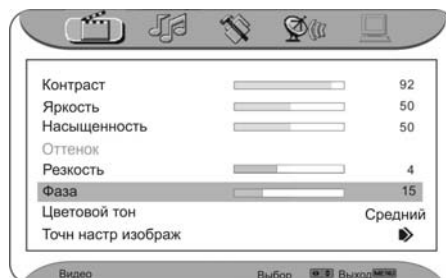 Контраст 92
Яркость 50
Насыщенность 50
Оттенок
Резкость 4
Фаза 15
Цветовой тон Средний
Точн настр изображ
Видео Выбор Выход MENU